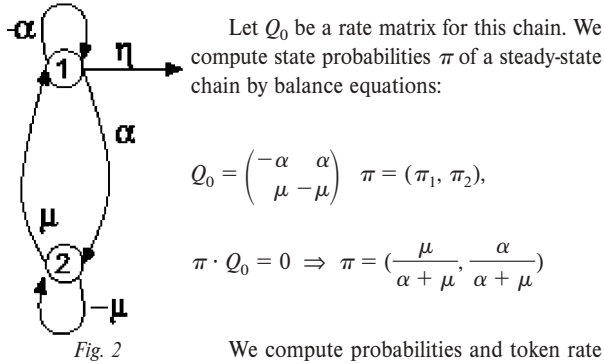 -α
1
η
α
μ
2
-μ
Fig. 2
Let Q₀ be a rate matrix for this chain. We
compute state probabilities π of a steady-state
chain by balance equations:
Q₀ = (−α α
μ −μ) π = (π₁, π₂),
π · Q₀ = 0 ⇒ π = (μ/(α + μ), α/(α + μ))
We compute probabilities and token rate